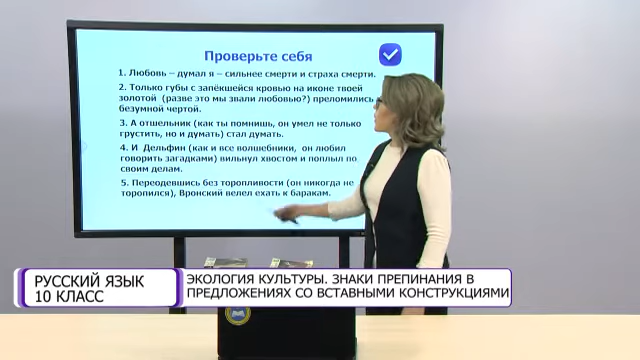 Проверьте себя
1. Любовь – думал я – сильнее смерти и страха смерти.
2. Только губы с запёкшейся кровью на иконе твоей
золотой (разве это мы звали любовью?) преломились
безумной чертой.
3. А отшельник (как ты помнишь, он умел не только
грустить, но и думать) стал думать.
4. И Дельфин (как и все волшебники, он любил
говорить загадками) вильнул хвостом и поплыл по
своим делам.
5. Переодевшись без торопливости (он никогда не
торопился), Вронский велел ехать к баракам.
РУССКИЙ ЯЗЫК
10 КЛАСС
ЭКОЛОГИЯ КУЛЬТУРЫ. ЗНАКИ ПРЕПИНАНИЯ В
ПРЕДЛОЖЕНИЯХ СО ВСТАВНЫМИ КОНСТРУКЦИЯМИ